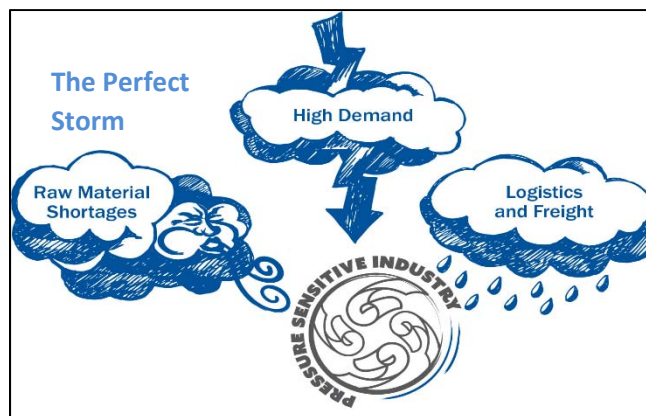 The Perfect
Storm
High Demand
Raw Material
Shortages
Logistics
and Freight
PRESSURE SENSITIVE INDUSTRY